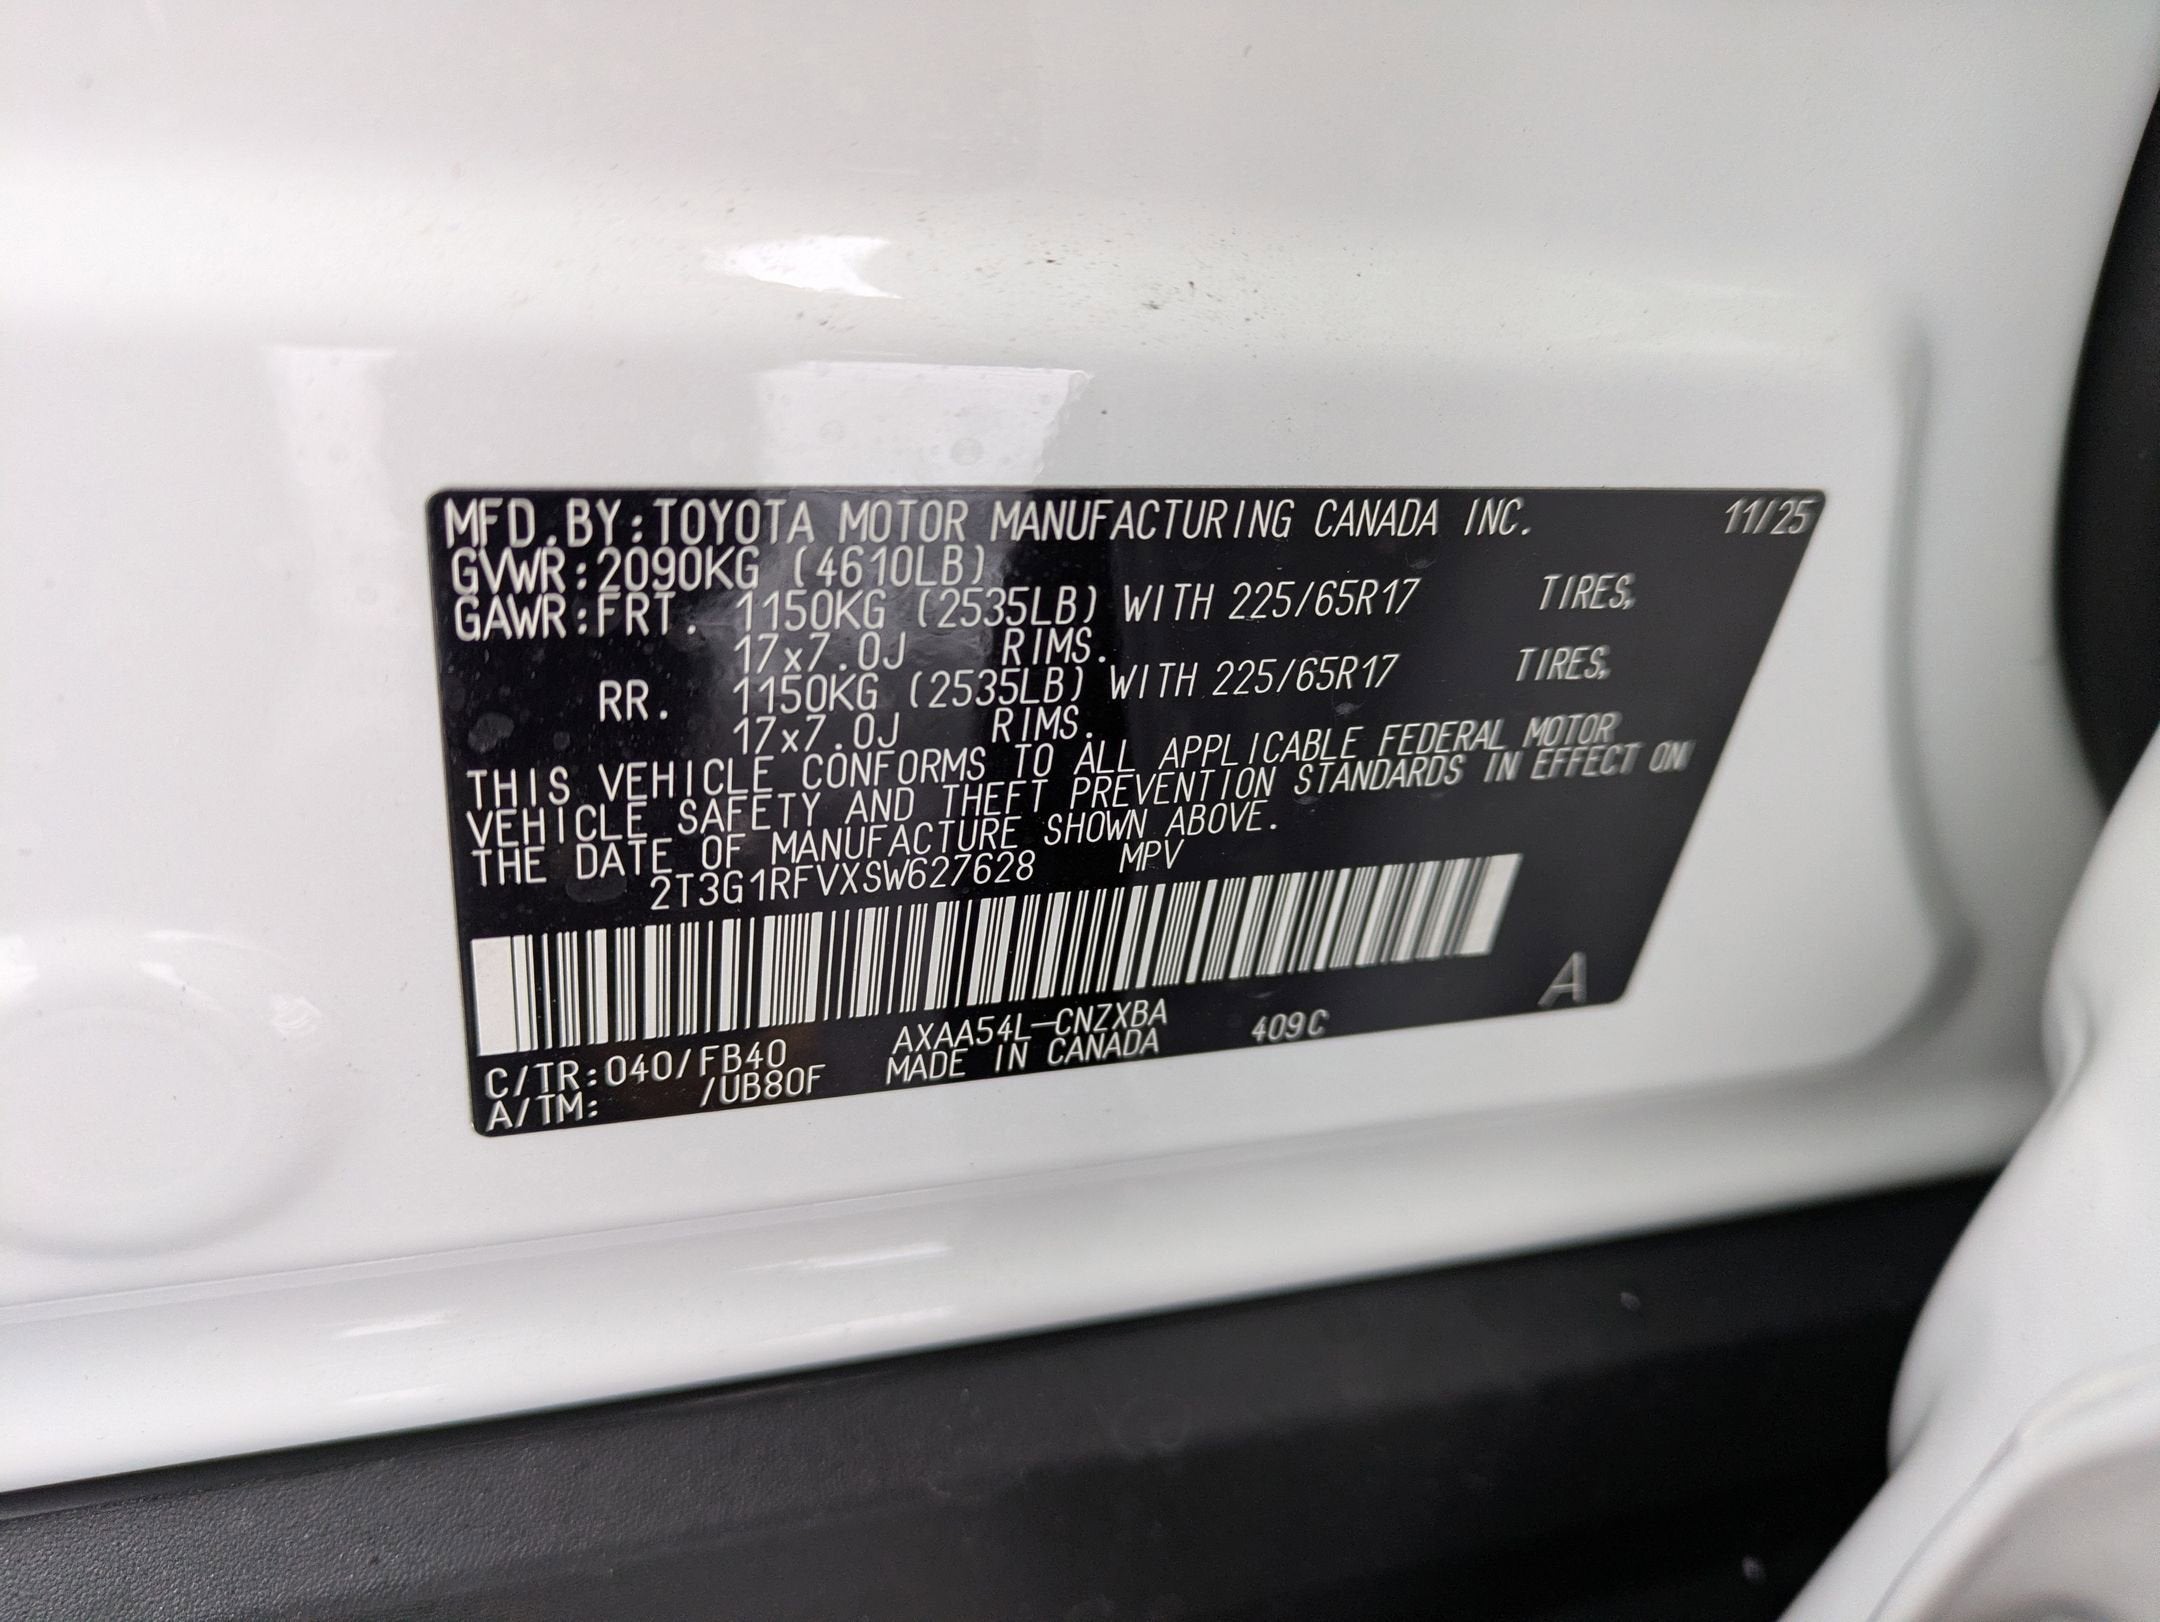 MFD.BY:TOYOTA MOTOR MANUFACTURING CANADA INC. 11/25
GVWR:2090KG (4610LB)
GAWR:FRT. 1150KG (2535LB) WITH 225/65R17 TIRES,
17x7.0J RIMS.
RR. 1150KG (2535LB) WITH 225/65R17 TIRES,
17x7.0J RIMS.
THIS VEHICLE CONFORMS TO ALL APPLICABLE FEDERAL MOTOR
VEHICLE SAFETY AND THEFT PREVENTION STANDARDS IN EFFECT ON
THE DATE OF MANUFACTURE SHOWN ABOVE.
2T3G1RFVXSW627628 MPV
A
AXAA54L-CNZXBA 409C
C/TR:040/FB40 MADE IN CANADA
A/TM: /UB80F